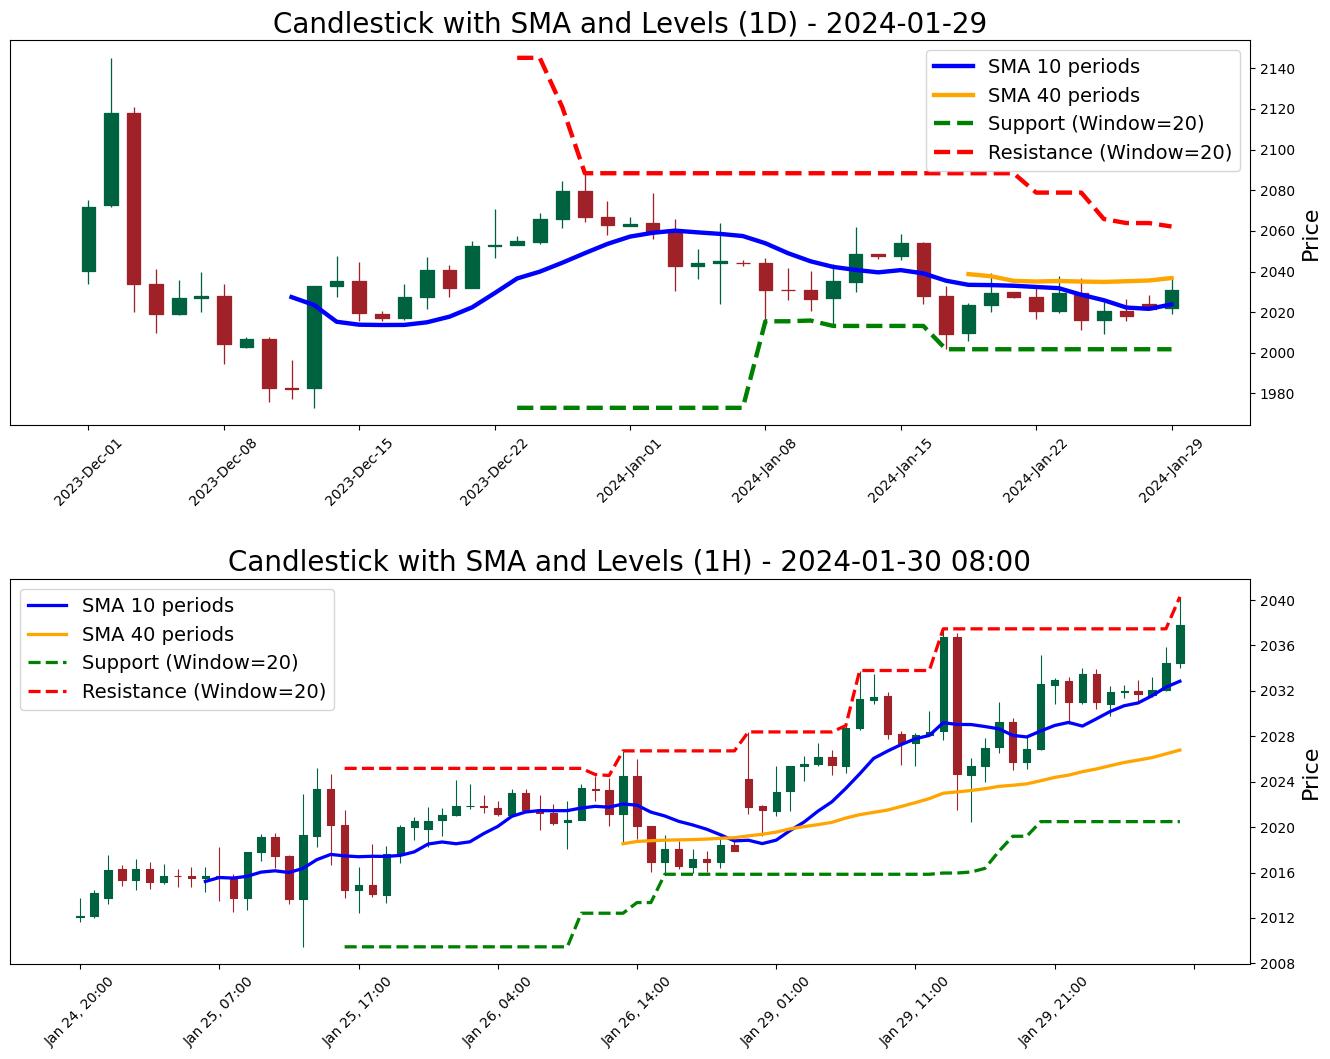 Candlestick with SMA and Levels (1D) - 2024-01-29
SMA 10 periods
SMA 40 periods
Support (Window=20)
Resistance (Window=20)
2140
2120
2100
2080
2060
2040
2020
2000
1980
Price
2023-Dec-01
2023-Dec-08
2023-Dec-15
2023-Dec-22
2024-Jan-01
2024-Jan-08
2024-Jan-15
2024-Jan-22
2024-Jan-29
Candlestick with SMA and Levels (1H) - 2024-01-30 08:00
SMA 10 periods
SMA 40 periods
Support (Window=20)
Resistance (Window=20)
2040
2036
2032
2028
2024
2020
2016
2012
2008
Price
Jan 24, 20:00
Jan 25, 07:00
Jan 25, 17:00
Jan 26, 04:00
Jan 26, 14:00
Jan 29, 01:00
Jan 29, 11:00
Jan 29, 21:00